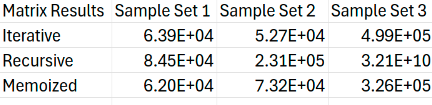 Matrix Results Sample Set 1 Sample Set 2 Sample Set 3
Iterative 6.39E+04 5.27E+04 4.99E+05
Recursive 8.45E+04 2.31E+05 3.21E+10
Memoized 6.20E+04 7.32E+04 3.26E+05